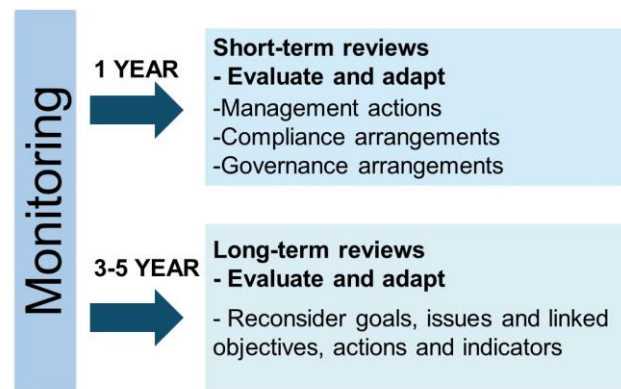 Monitoring
1 YEAR
Short-term reviews
- Evaluate and adapt
-Management actions
-Compliance arrangements
-Governance arrangements
3-5 YEAR
Long-term reviews
- Evaluate and adapt
- Reconsider goals, issues and linked
objectives, actions and indicators